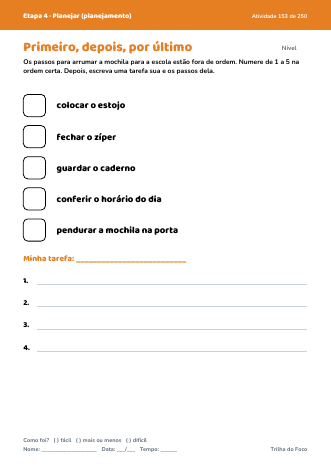 Etapa 4 · Planejar (planejamento)
Atividade 153 de 250
Primeiro, depois, por último
Nível
Os passos para arrumar a mochila para a escola estão fora de ordem. Numere de 1 a 5 na
ordem certa. Depois, escreva uma tarefa sua e os passos dela.
colocar o estojo
fechar o zíper
guardar o caderno
conferir o horário do dia
pendurar a mochila na porta
Minha tarefa: _________________________
1.
2.
3.
4.
Como foi? ( ) fácil ( ) mais ou menos ( ) difícil
Nome: ____________________ Data: ___/___ Tempo: ______
Trilha do Foco